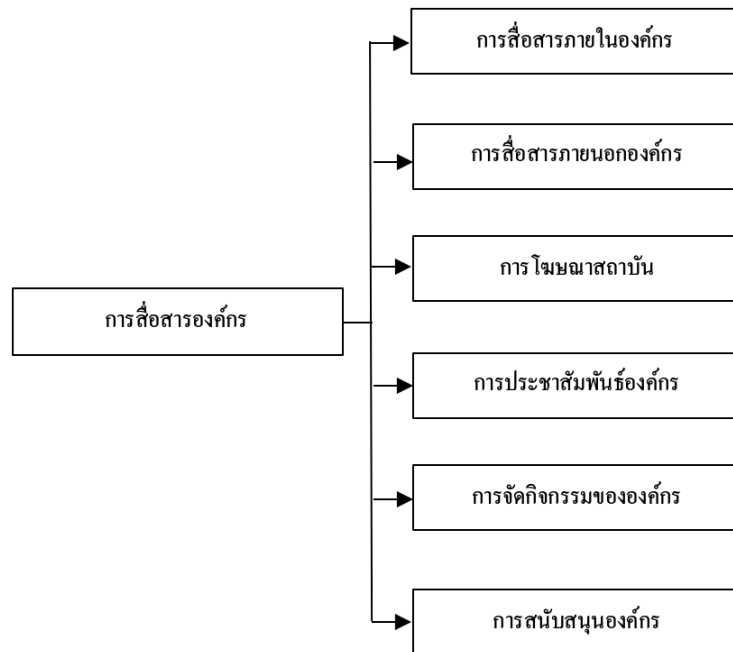 การสื่อสารองค์กร
การสื่อสารภายในองค์กร
การสื่อสารภายนอกองค์กร
การโฆษณาสถาบัน
การประชาสัมพันธ์องค์กร
การจัดกิจกรรมขององค์กร
การสนับสนุนองค์กร